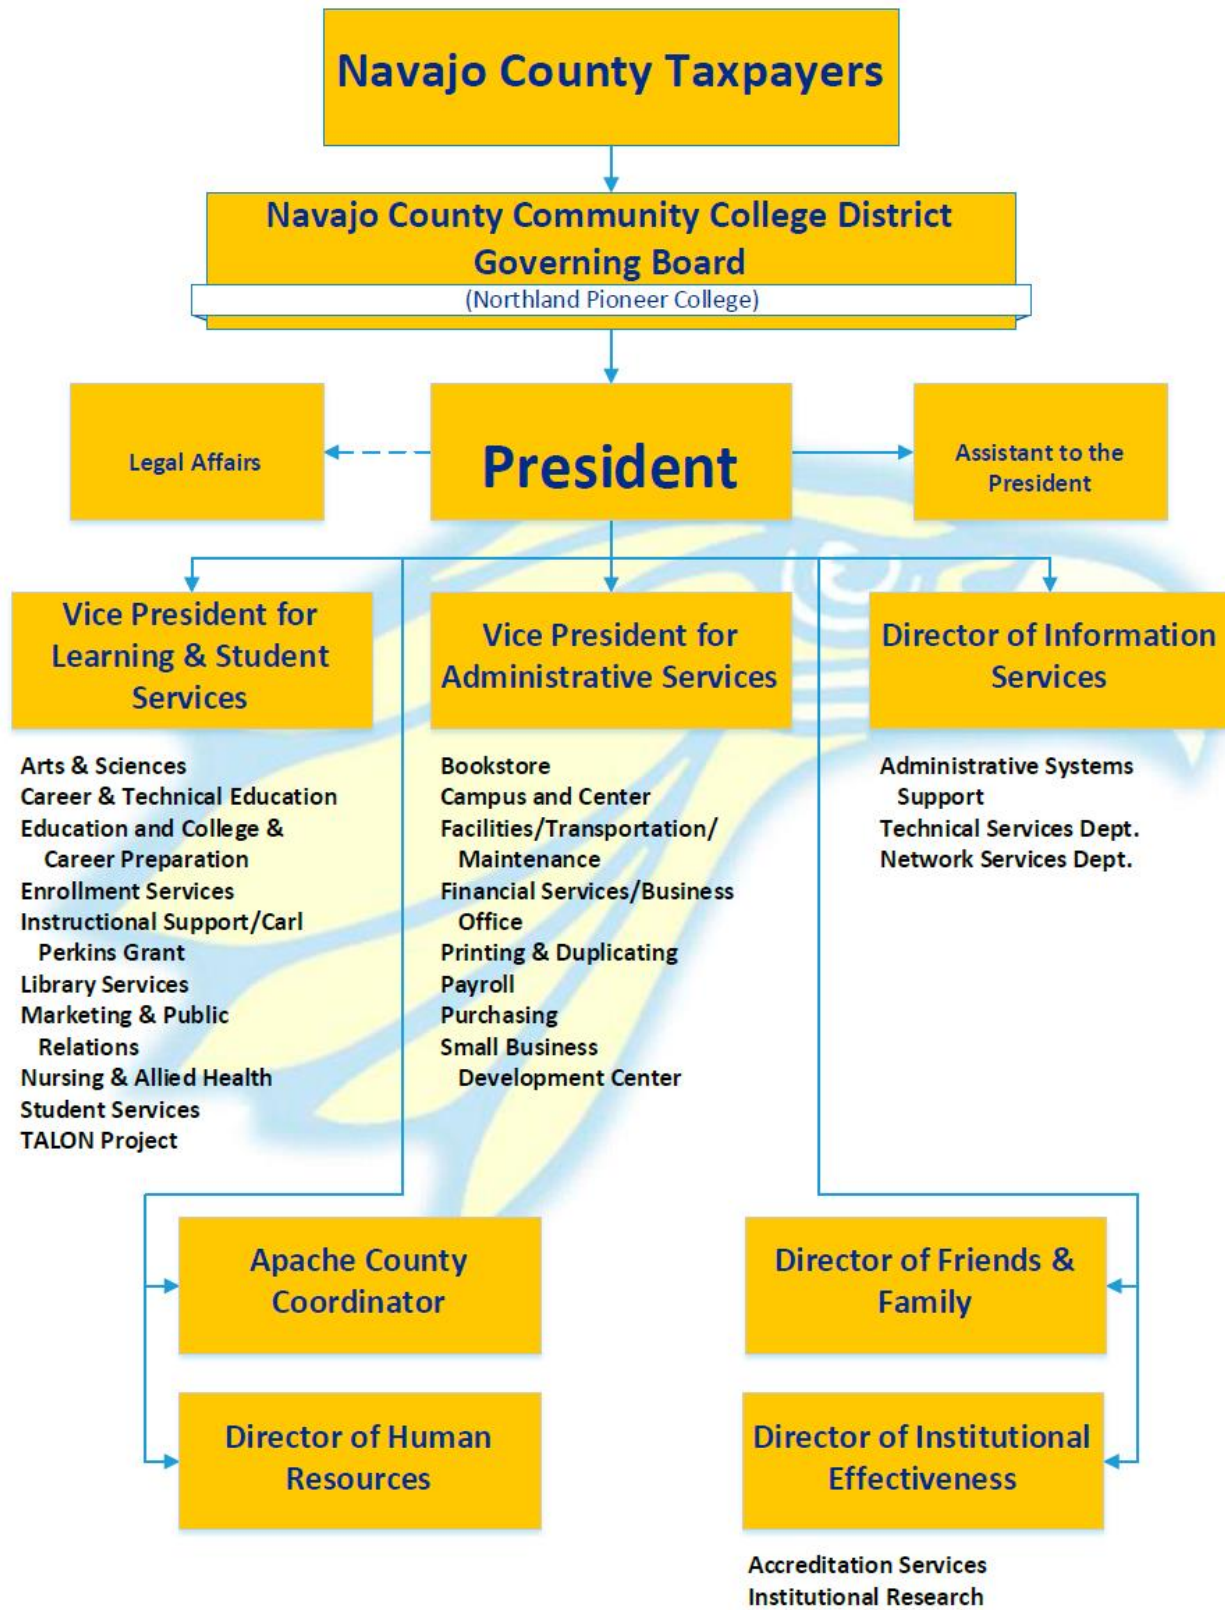 Navajo County Taxpayers
Navajo County Community College District
Governing Board
(Northland Pioneer College)
Legal Affairs
President
Assistant to the
President
Vice President for
Learning & Student
Services
Vice President for
Administrative Services
Director of Information
Services
Arts & Sciences
Career & Technical Education
Education and College &
Career Preparation
Enrollment Services
Instructional Support/Carl
Perkins Grant
Library Services
Marketing & Public
Relations
Nursing & Allied Health
Student Services
TALON Project
Bookstore
Campus and Center
Facilities/Transportation/
Maintenance
Financial Services/Business
Office
Printing & Duplicating
Payroll
Purchasing
Small Business
Development Center
Administrative Systems
Support
Technical Services Dept.
Network Services Dept.
Apache County
Coordinator
Director of Friends &
Family
Director of Human
Resources
Director of Institutional
Effectiveness
Accreditation Services
Institutional Research